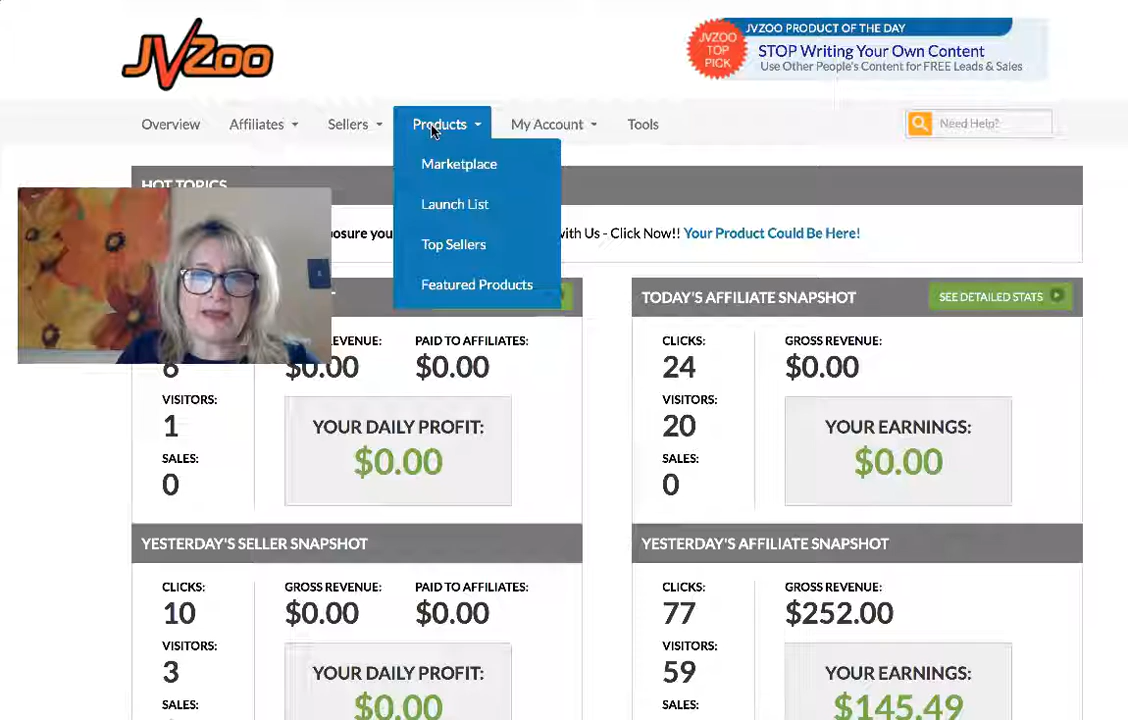 JVZoo
JVZOO PRODUCT OF THE DAY
JVZOO
TOP
PICK
STOP Writing Your Own Content
Use Other People's Content for FREE Leads & Sales
Overview
Affiliates
Sellers
Products
My Account
Tools
Need Help?
Marketplace
Launch List
Top Sellers
Featured Products
HOT TOPICS
posure you
with Us - Click Now!! Your Product Could Be Here!
TODAY'S AFFILIATE SNAPSHOT
SEE DETAILED STATS
6
EVENUE:
$0.00
PAID TO AFFILIATES:
$0.00
VISITORS:
1
SALES:
0
YOUR DAILY PROFIT:
$0.00
CLICKS:
24
GROSS REVENUE:
$0.00
VISITORS:
20
SALES:
0
YOUR EARNINGS:
$0.00
YESTERDAY'S SELLER SNAPSHOT
CLICKS:
10
GROSS REVENUE:
$0.00
PAID TO AFFILIATES:
$0.00
VISITORS:
3
SALES:
YOUR DAILY PROFIT:
$0.00
YESTERDAY'S AFFILIATE SNAPSHOT
CLICKS:
77
GROSS REVENUE:
$252.00
VISITORS:
59
SALES:
YOUR EARNINGS:
$145.49